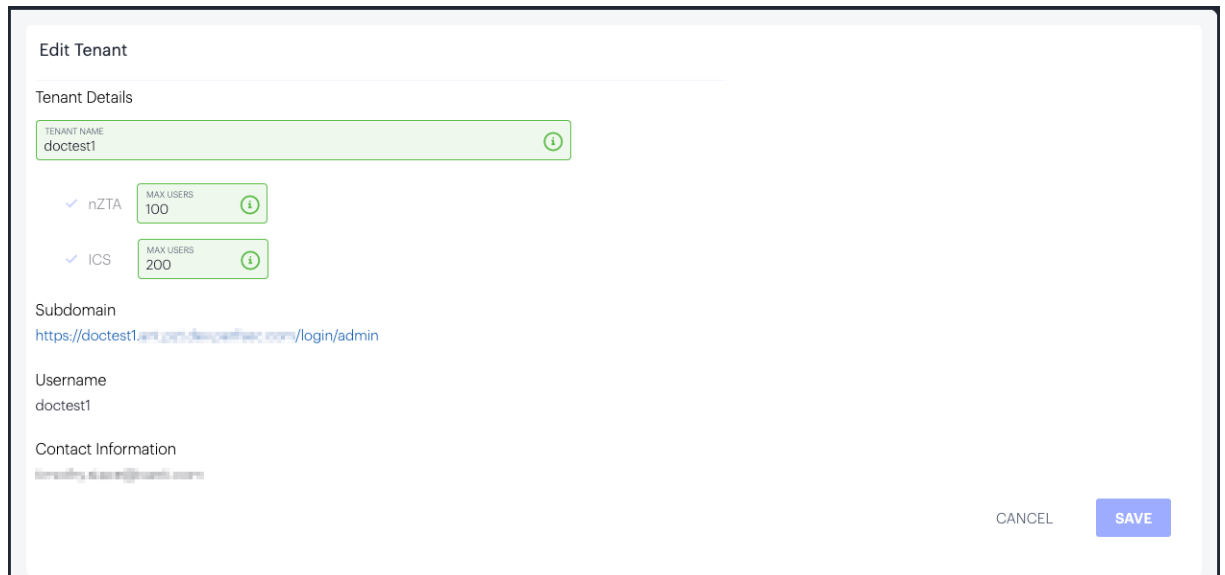 Edit Tenant
Tenant Details
TENANT NAME
doctest1
nZTA
MAX USERS
100
ICS
MAX USERS
200
Subdomain
https://doctest1. /login/admin
Username
doctest1
Contact Information
CANCEL
SAVE